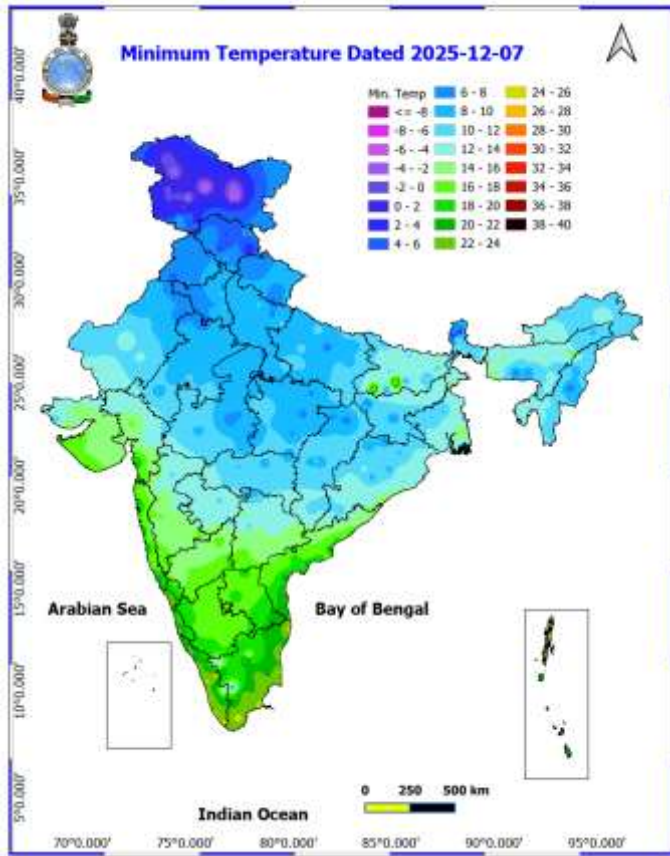 Minimum Temperature Dated 2025-12-07
Min. Temp
<= -8
-8 - -6
-6 - -4
-4 - -2
-2 - 0
0 - 2
2 - 4
4 - 6
6 - 8
8 - 10
10 - 12
12 - 14
14 - 16
16 - 18
18 - 20
20 - 22
22 - 24
24 - 26
26 - 28
28 - 30
30 - 32
32 - 34
34 - 36
36 - 38
38 - 40
40°0.000'
35°0.000'
30°0.000'
25°0.000'
20°0.000'
15°0.000'
10°0.000'
5°0.000'
Arabian Sea
Bay of Bengal
Indian Ocean
0 250 500 km
70°0.000' 75°0.000' 80°0.000' 85°0.000' 90°0.000' 95°0.000'